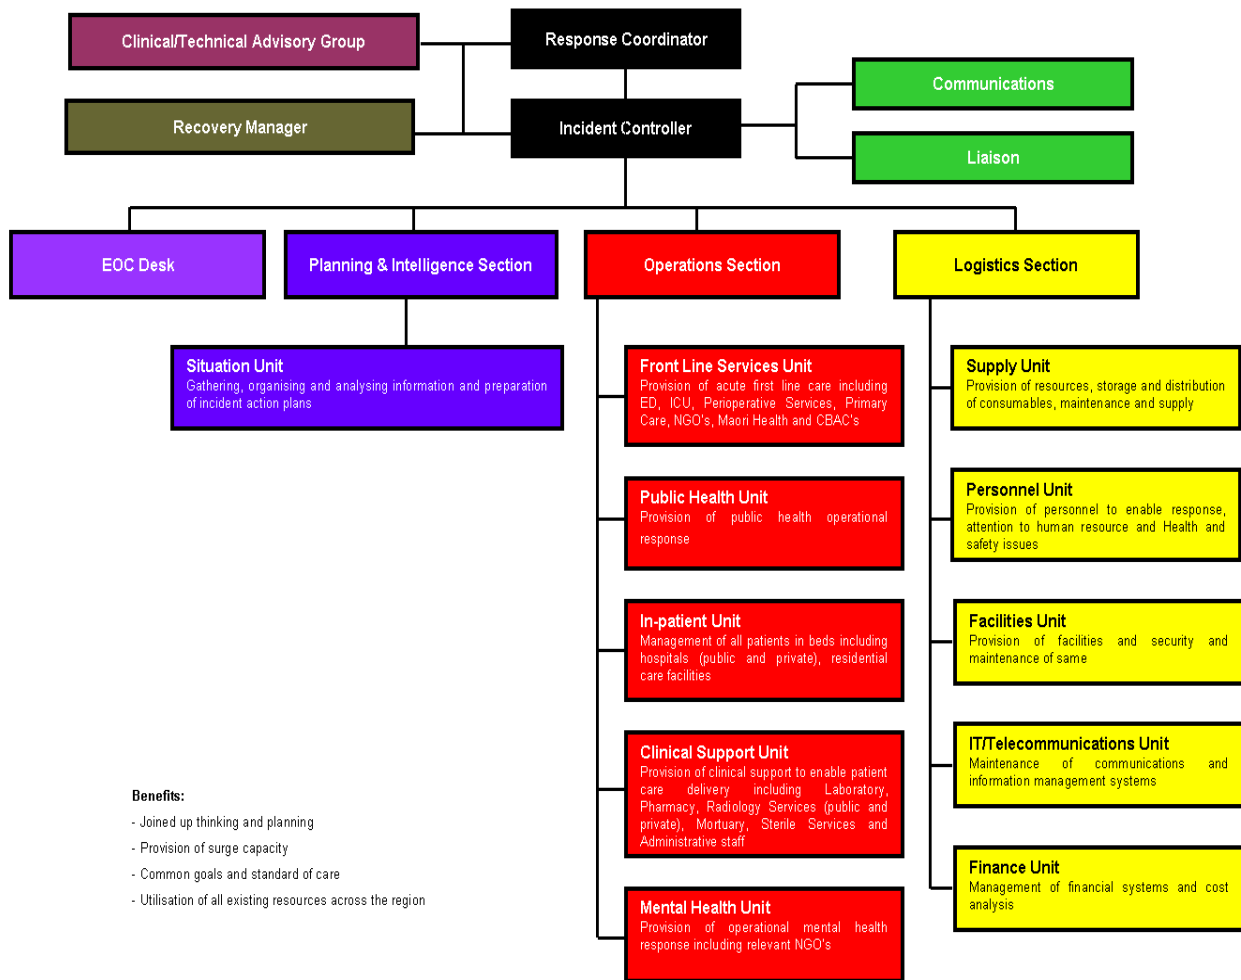 Clinical/Technical Advisory Group
Response Coordinator
Communications
Recovery Manager
Incident Controller
Liaison
EOC Desk
Planning & Intelligence Section
Operations Section
Logistics Section
Situation Unit
Gathering, organising and analysing information and preparation
of incident action plans
Front Line Services Unit
Provision of acute first line care including
ED, ICU, Perioperative Services, Primary
Care, NGO's, Maori Health and CBAC's
Public Health Unit
Provision of public health operational
response
In-patient Unit
Management of all patients in beds including
hospitals (public and private), residential
care facilities
Clinical Support Unit
Provision of clinical support to enable patient
care delivery including Laboratory,
Pharmacy, Radiology Services (public and
private), Mortuary, Sterile Services and
Administrative staff
Mental Health Unit
Provision of operational mental health
response including relevant NGO's
Supply Unit
Provision of resources, storage and distribution
of consumables, maintenance and supply
Personnel Unit
Provision of personnel to enable response,
attention to human resource and Health and
safety issues
Facilities Unit
Provision of facilities and security and
maintenance of same
IT/Telecommunications Unit
Maintenance of communications and
information management systems
Finance Unit
Management of financial systems and cost
analysis
Benefits:
- Joined up thinking and planning
- Provision of surge capacity
- Common goals and standard of care
- Utilisation of all existing resources across the region